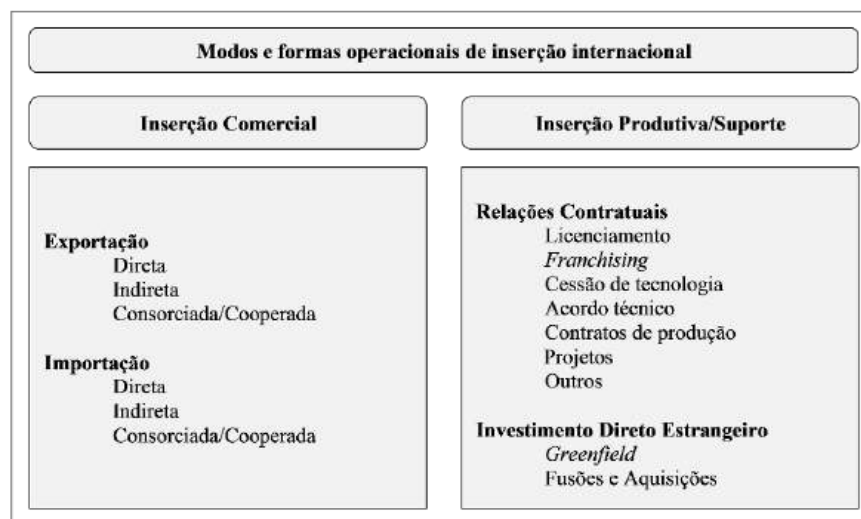 Modos e formas operacionais de inserção internacional
Inserção Comercial
Exportação
Direta
Indireta
Consorciada/Cooperada
Importação
Direta
Indireta
Consorciada/Cooperada
Inserção Produtiva/Suporte
Relações Contratuais
Licenciamento
Franchising
Cessão de tecnologia
Acordo técnico
Contratos de produção
Projetos
Outros
Investimento Direto Estrangeiro
Greenfield
Fusões e Aquisições